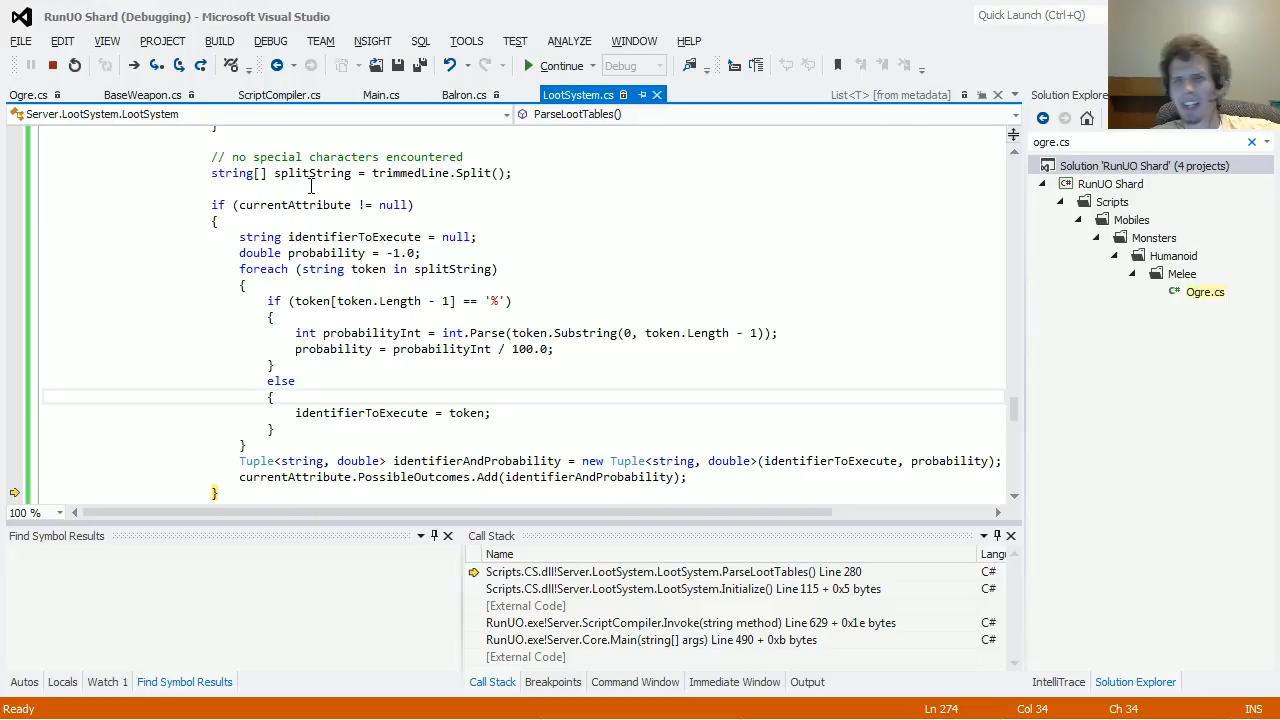 RunUO Shard (Debugging) - Microsoft Visual Studio
Quick Launch (Ctrl+Q)
FILE EDIT VIEW PROJECT BUILD DEBUG TEAM NSIGHT SQL TOOLS TEST ANALYZE WINDOW HELP
Continue Debug
Ogre.cs BaseWeapon.cs ScriptCompiler.cs Main.cs Balron.cs LootSystem.cs List<T> [from metadata]
Solution Explore
Server.LootSystem.LootSystem ParseLootTables()
ogre.cs
Solution 'RunUO Shard' (4 projects)
RunUO Shard
Scripts
Mobiles
Monsters
Humanoid
Melee
Ogre.cs
}
// no special characters encountered
string[] splitString = trimmedLine.Split();
if (currentAttribute != null)
{
string identifierToExecute = null;
double probability = -1.0;
foreach (string token in splitString)
{
if (token[token.Length - 1] == '%')
{
int probabilityInt = int.Parse(token.Substring(0, token.Length - 1));
probability = probabilityInt / 100.0;
}
else
{
identifierToExecute = token;
}
}
Tuple<string, double> identifierAndProbability = new Tuple<string, double>(identifierToExecute, probability);
currentAttribute.PossibleOutcomes.Add(identifierAndProbability);
}
100 %
Find Symbol Results
Call Stack
Name Langu
Scripts.CS.dll!Server.LootSystem.LootSystem.ParseLootTables() Line 280 C#
Scripts.CS.dll!Server.LootSystem.LootSystem.Initialize() Line 115 + 0x5 bytes C#
[External Code]
RunUO.exe!Server.ScriptCompiler.Invoke(string method) Line 629 + 0x1e bytes C#
RunUO.exe!Server.Core.Main(string[] args) Line 490 + 0xb bytes C#
[External Code]
Autos Locals Watch 1 Find Symbol Results
Call Stack Breakpoints Command Window Immediate Window Output
IntelliTrace Solution Explorer
Ready Ln 274 Col 34 Ch 34 INS